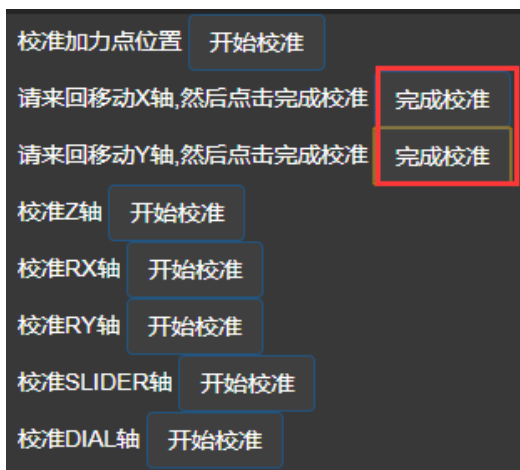 校准加力点位置 开始校准
请来回移动X轴,然后点击完成校准 完成校准
请来回移动Y轴,然后点击完成校准 完成校准
校准Z轴 开始校准
校准RX轴 开始校准
校准RY轴 开始校准
校准SLIDER轴 开始校准
校准DIAL轴 开始校准